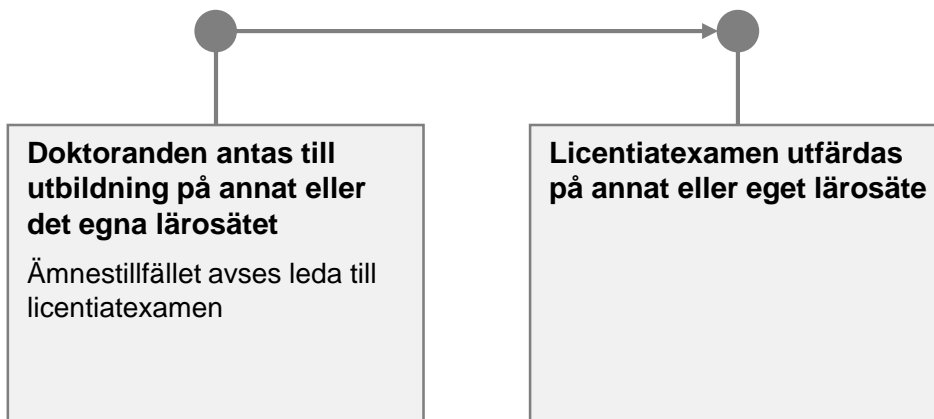 Doktoranden antas till
utbildning på annat eller
det egna lärosätet
Ämnestillfället avses leda till
licentiatexamen
Licentiatexamen utfärdas
på annat eller eget lärosäte